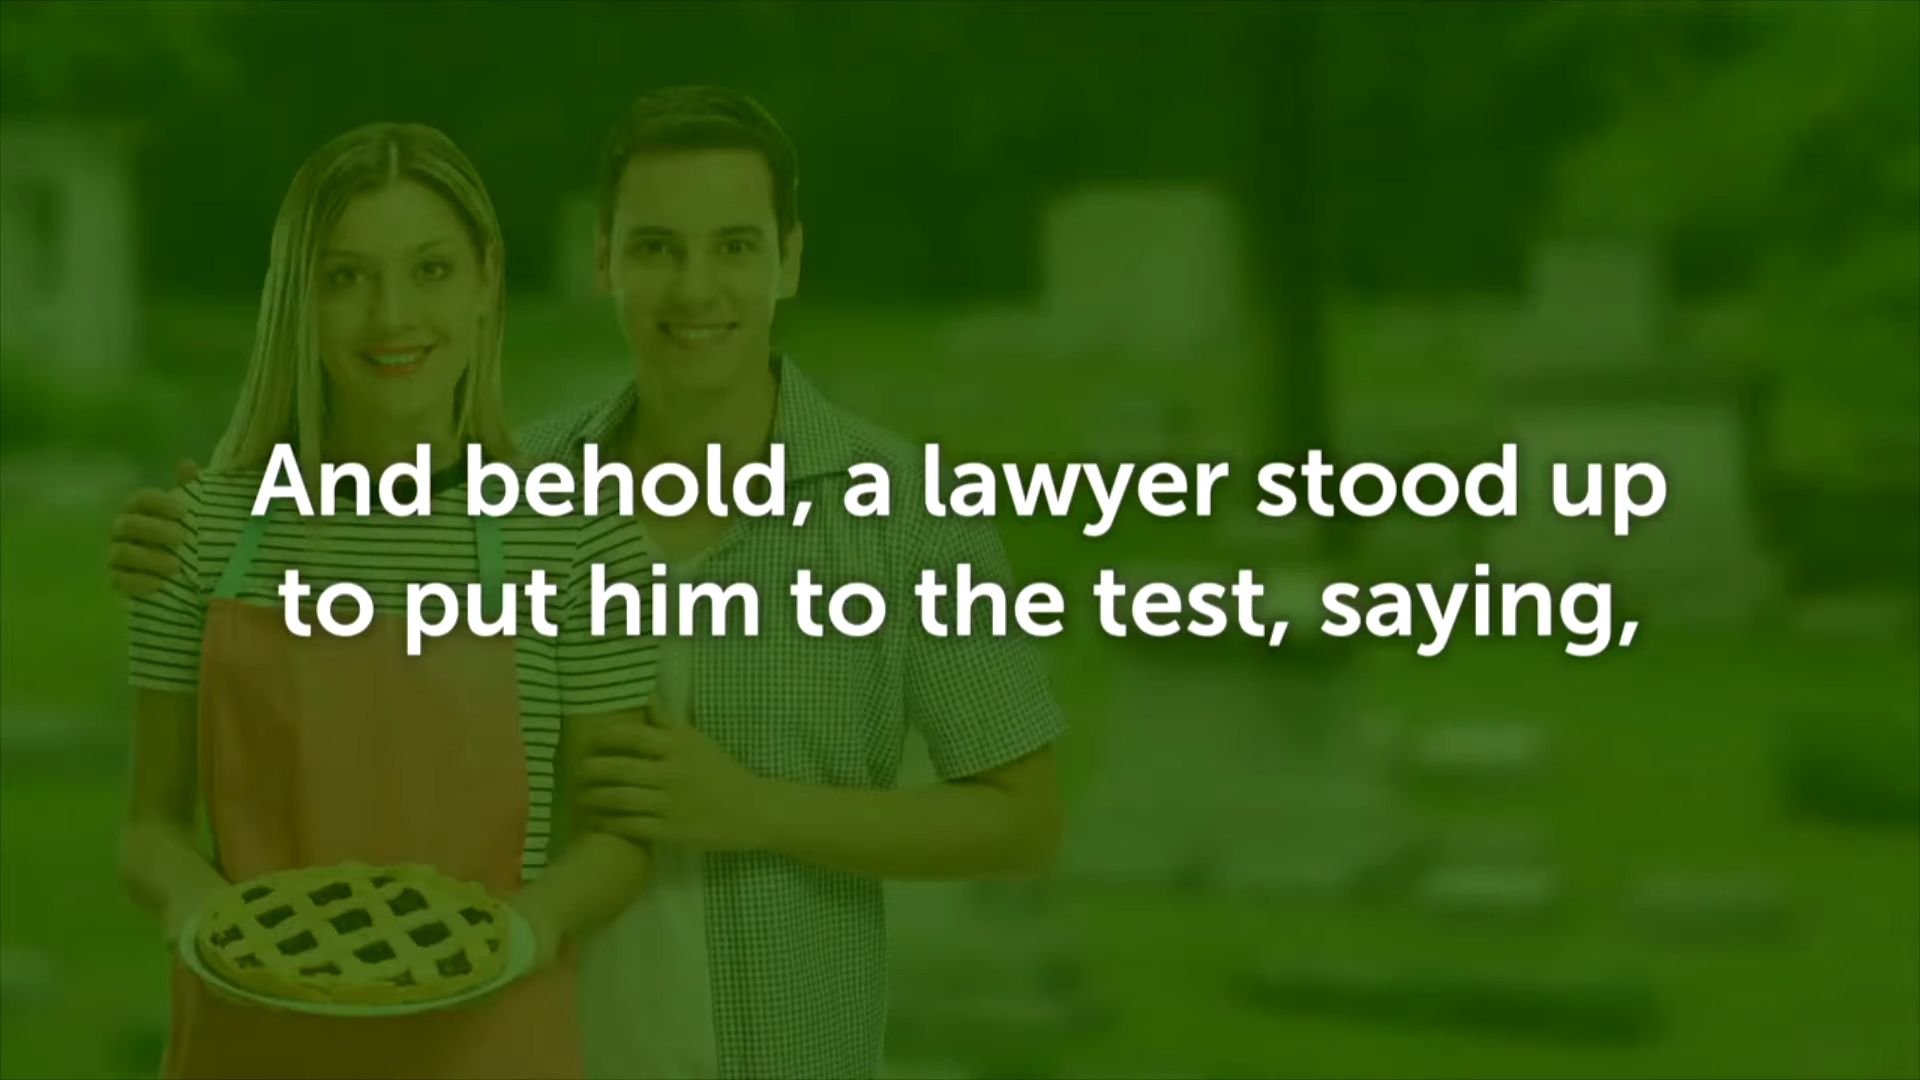 And behold, a lawyer stood up
to put him to the test, saying,